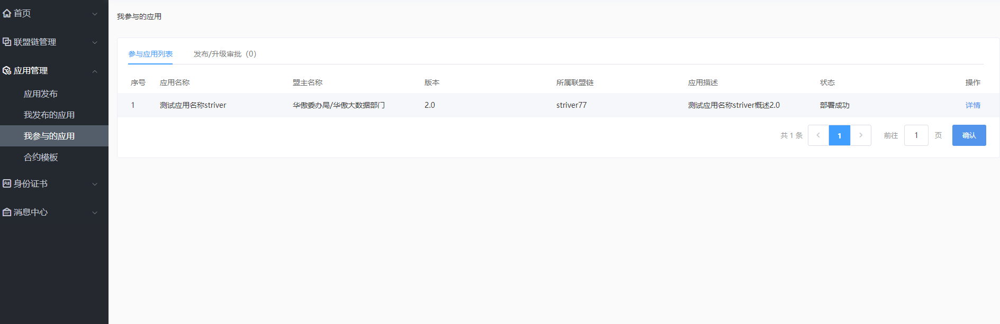 首页
联盟链管理
应用管理
应用发布
我发布的应用
我参与的应用
合约模板
身份证书
消息中心
我参与的应用
参与应用列表 发布/升级审批（0）
序号 应用名称 盟主名称 版本 所属联盟链 应用描述 状态 操作
1 测试应用名称striver 华傲委办局/华傲大数据部门 2.0 striver77 测试应用名称striver概述2.0 部署成功 详情
共 1 条 1 前往 1 页 确认